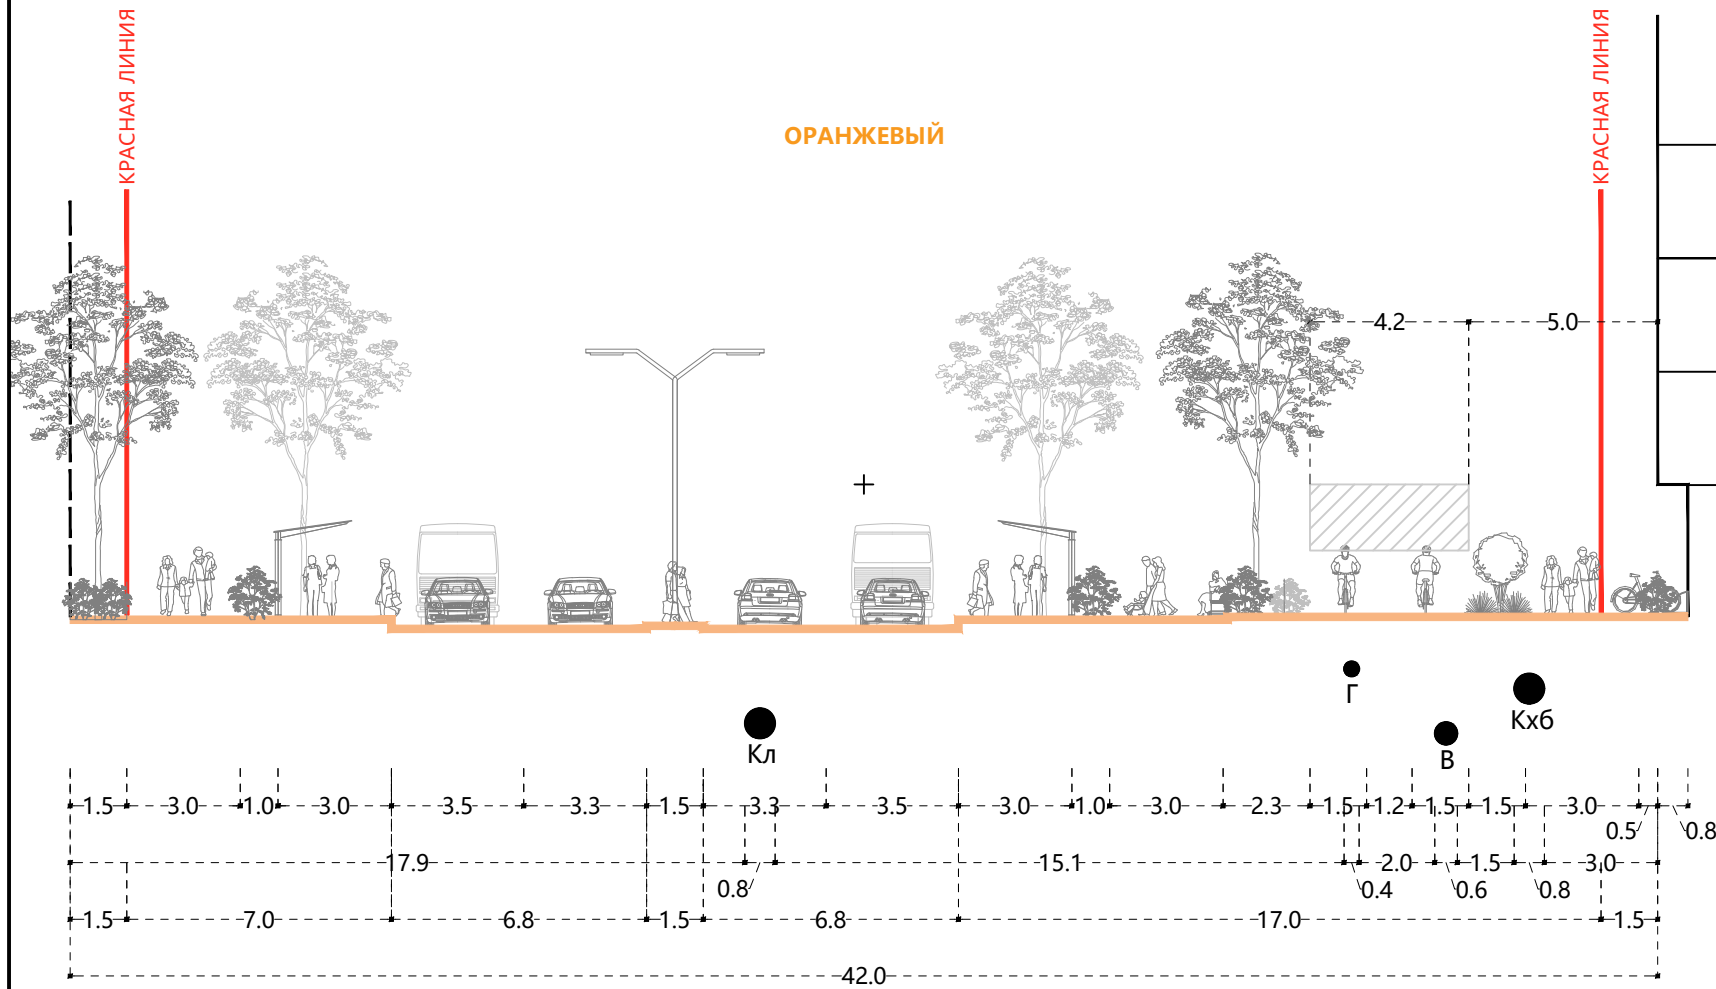 КРАСНАЯ ЛИНИЯ
КРАСНАЯ ЛИНИЯ
ОРАНЖЕВЫЙ
4.2 5.0
Г
Кхб
Кл
В
1.5 3.0 1.0 3.0 3.5 3.3 1.5 3.3 3.5 3.0 1.0 3.0 2.3 1.5 1.2 1.5 1.5 3.0
0.5 0.8
17.9 15.1 2.0 1.5 3.0
0.8 0.4 0.6 0.8
1.5 7.0 6.8 1.5 6.8 17.0 1.5
42.0